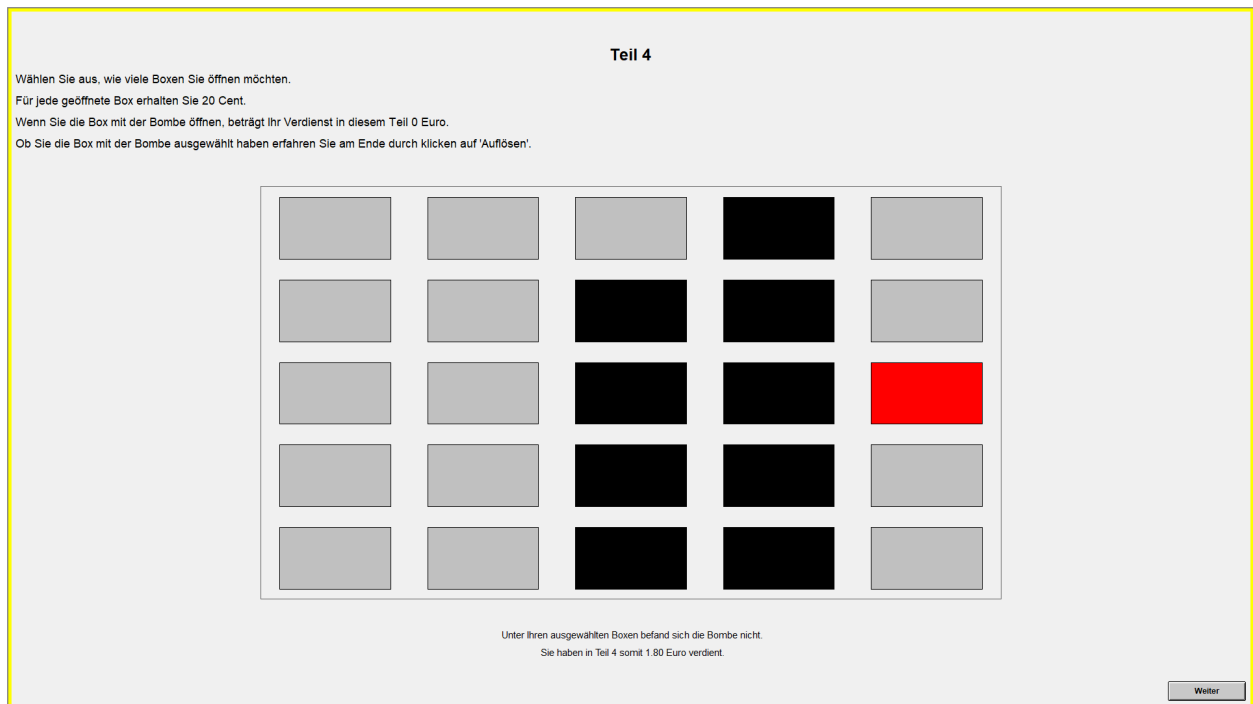 Teil 4
Wählen Sie aus, wie viele Boxen Sie öffnen möchten.
Für jede geöffnete Box erhalten Sie 20 Cent.
Wenn Sie die Box mit der Bombe öffnen, beträgt Ihr Verdienst in diesem Teil 0 Euro.
Ob Sie die Box mit der Bombe ausgewählt haben erfahren Sie am Ende durch klicken auf 'Auflösen'.
Unter Ihren ausgewählten Boxen befand sich die Bombe nicht.
Sie haben in Teil 4 somit 1.80 Euro verdient.
Weiter